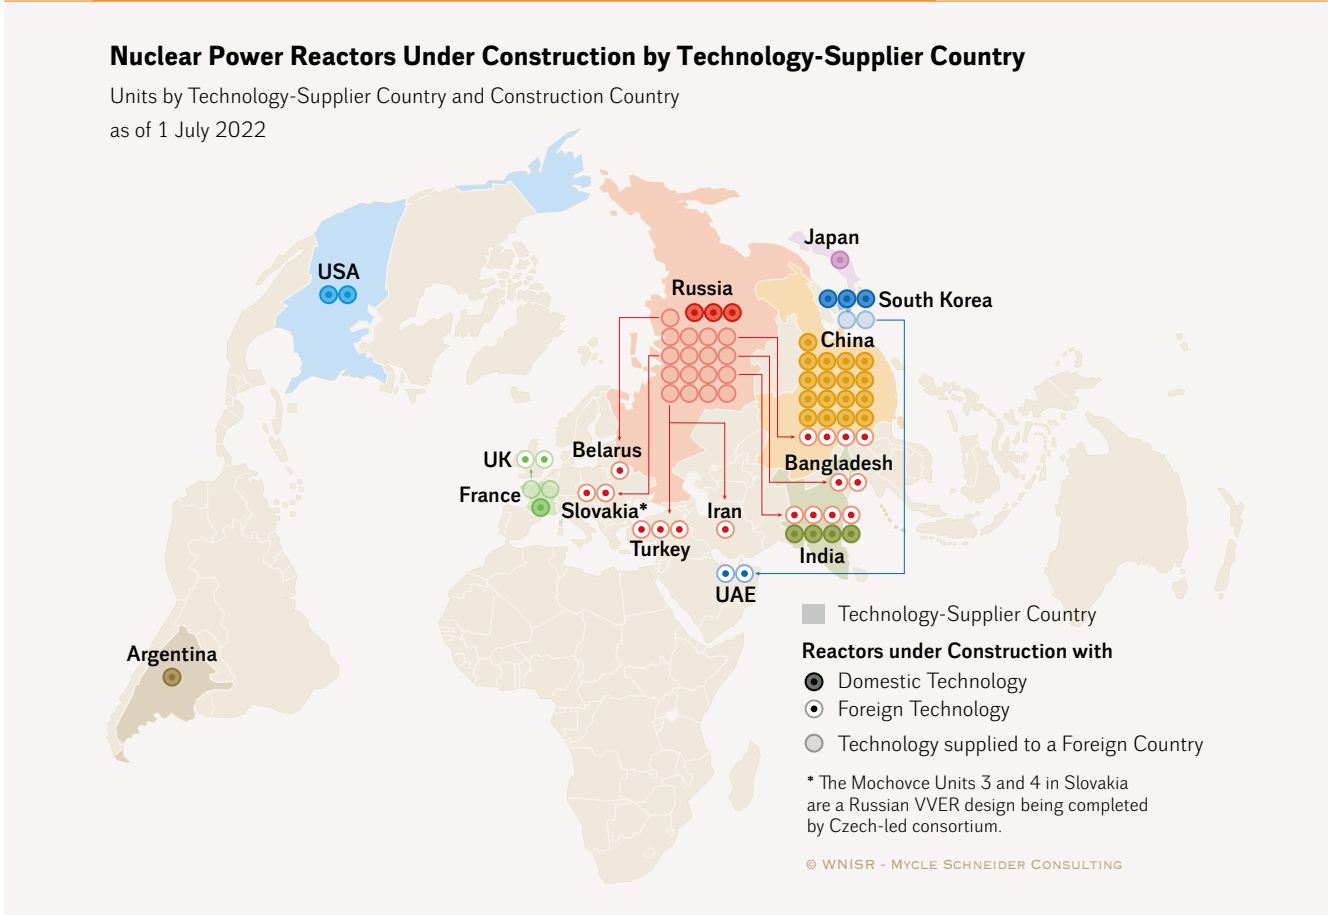 Nuclear Power Reactors Under Construction by Technology-Supplier Country
Units by Technology-Supplier Country and Construction Country
as of 1 July 2022
Japan
USA
Russia
South Korea
China
Belarus
UK
Bangladesh
France
Slovakia*
Iran
Turkey
India
UAE
Technology-Supplier Country
Reactors under Construction with
Argentina
Domestic Technology
Foreign Technology
Technology supplied to a Foreign Country
* The Mochovce Units 3 and 4 in Slovakia
are a Russian VVER design being completed
by Czech-led consortium.
© WNISR - Mycle Schneider Consulting